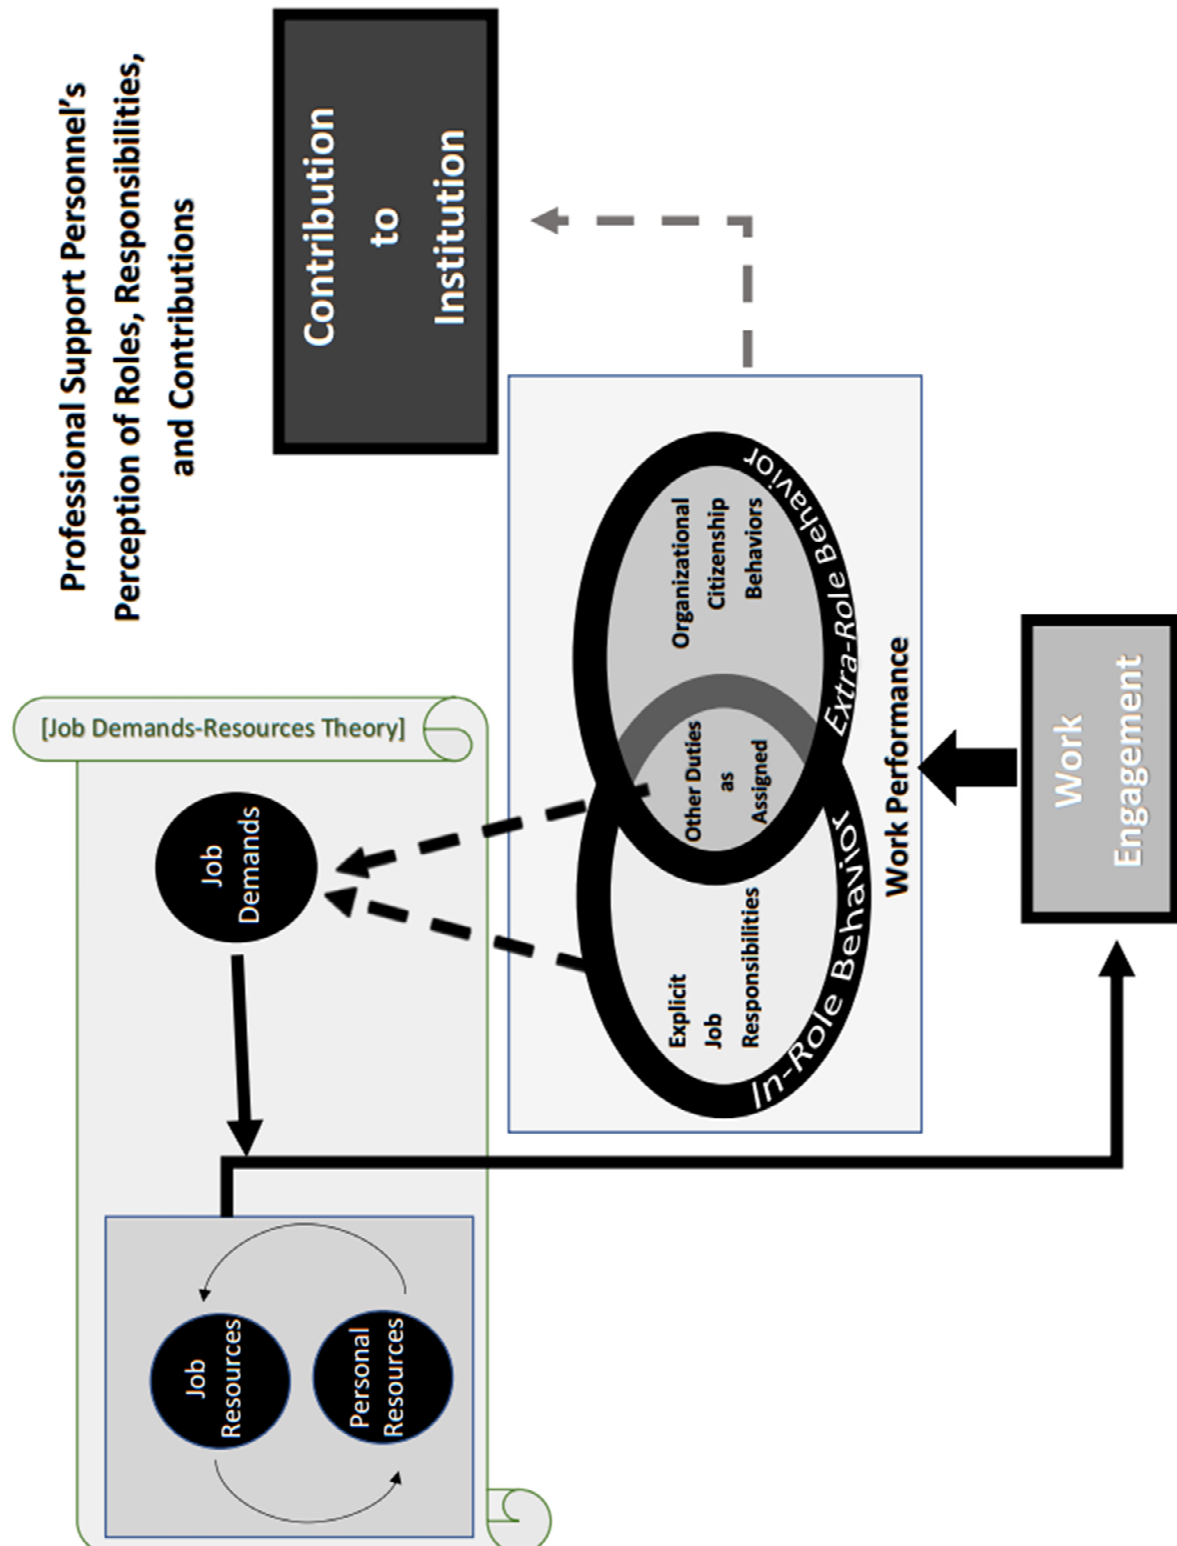 Professional Support Personnel's
Perception of Roles, Responsibilities,
and Contributions
[Job Demands-Resources Theory]
Job
Resources
Personal
Resources
Job
Demands
Contribution
to
Institution
Explicit
Job
Responsibilities
Other Duties
as
Assigned
Organizational
Citizenship
Behaviors
In-Role Behavior
Extra-Role Behavior
Work Performance
Work
Engagement